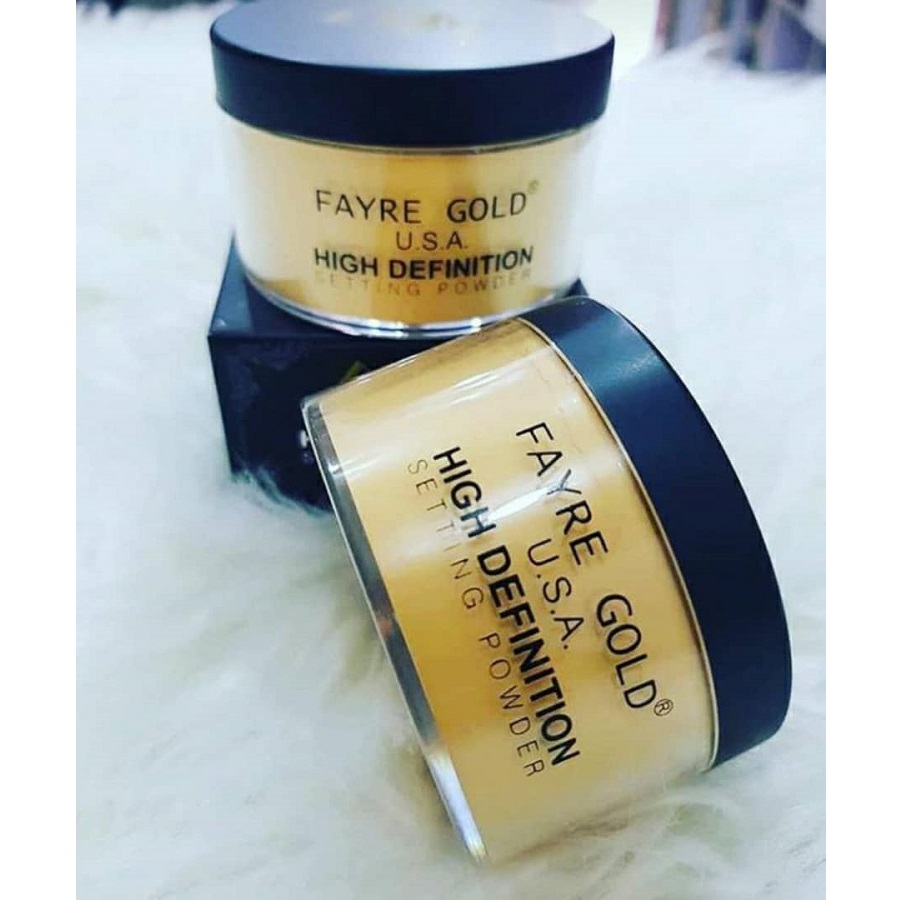 FAYRE GOLD®
U.S.A.
HIGH DEFINITION
SETTING POWDER
FAYRE GOLD®
U.S.A.
HIGH DEFINITION
SETTING POWDER